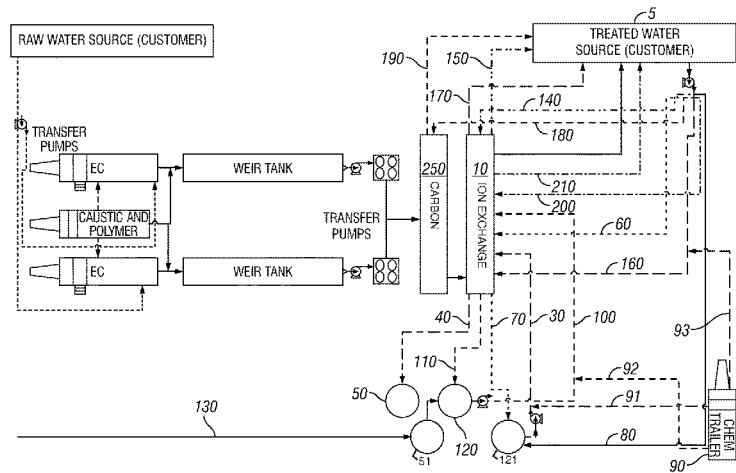 5
RAW WATER SOURCE (CUSTOMER)
TREATED WATER
SOURCE (CUSTOMER)
190
150
170
140
180
TRANSFER
PUMPS
EC
WEIR TANK
CAUSTIC AND
POLYMER
TRANSFER
PUMPS
250
CARBON
10
ION EXCHANGE
210
200
60
EC
WEIR TANK
160
40
70
30
100
93
110
92
50
91
130
120
80
51
121
90
CHEM
TRAILER